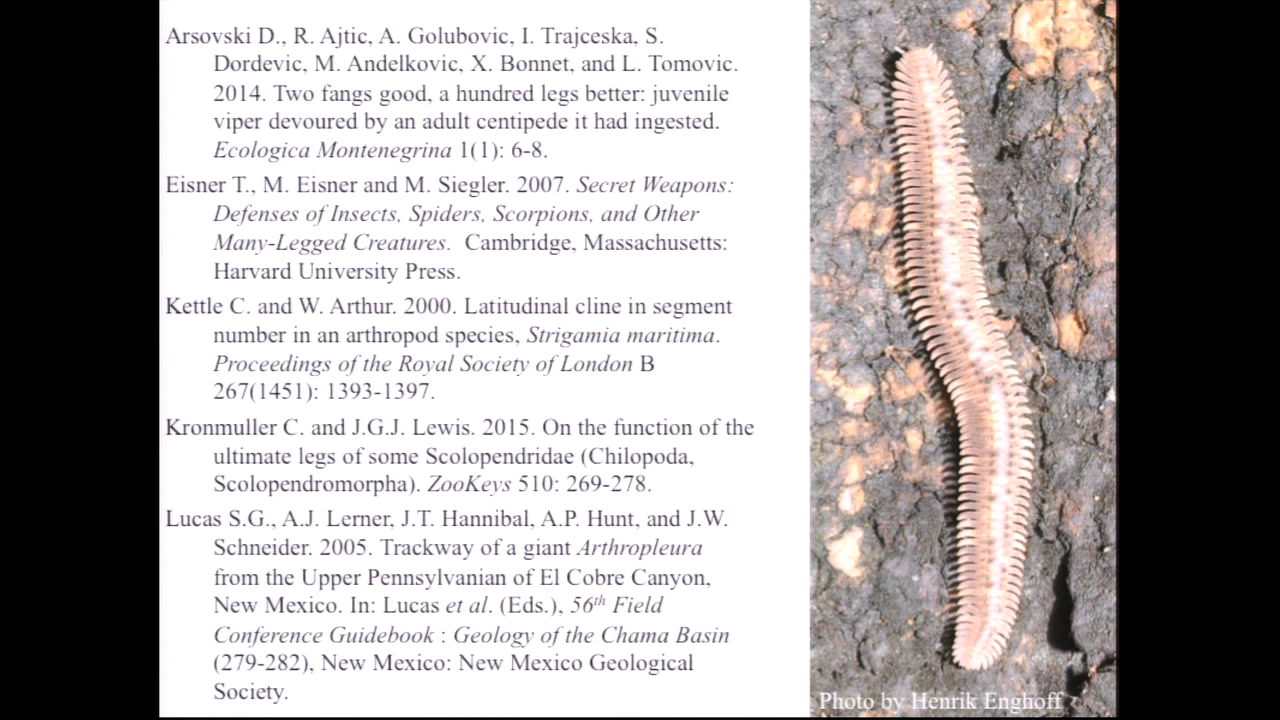 Arsovski D., R. Ajtic, A. Golubovic, I. Trajceska, S.
Dordevic, M. Andelkovic, X. Bonnet, and L. Tomovic.
2014. Two fangs good, a hundred legs better: juvenile
viper devoured by an adult centipede it had ingested.
Ecologica Montenegrina 1(1): 6-8.
Eisner T., M. Eisner and M. Siegler. 2007. Secret Weapons:
Defenses of Insects, Spiders, Scorpions, and Other
Many-Legged Creatures. Cambridge, Massachusetts:
Harvard University Press.
Kettle C. and W. Arthur. 2000. Latitudinal cline in segment
number in an arthropod species, Strigamia maritima.
Proceedings of the Royal Society of London B
267(1451): 1393-1397.
Kronmuller C. and J.G.J. Lewis. 2015. On the function of the
ultimate legs of some Scolopendridae (Chilopoda,
Scolopendromorpha). ZooKeys 510: 269-278.
Lucas S.G., A.J. Lerner, J.T. Hannibal, A.P. Hunt, and J.W.
Schneider. 2005. Trackway of a giant Arthropleura
from the Upper Pennsylvanian of El Cobre Canyon,
New Mexico. In: Lucas et al. (Eds.), 56th Field
Conference Guidebook : Geology of the Chama Basin
(279-282), New Mexico: New Mexico Geological
Society.
Photo by Henrik Enghoff